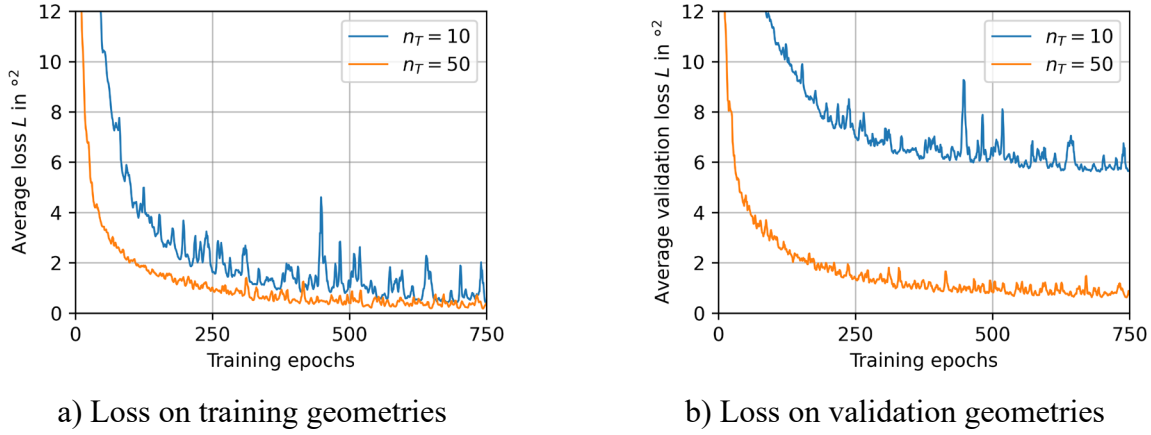 Average loss L in °²
12
10
8
6
4
2
0
0 250 500 750
Training epochs
n_T = 10
n_T = 50
a) Loss on training geometries
Average validation loss L in °²
12
10
8
6
4
2
0
0 250 500 750
Training epochs
n_T = 10
n_T = 50
b) Loss on validation geometries